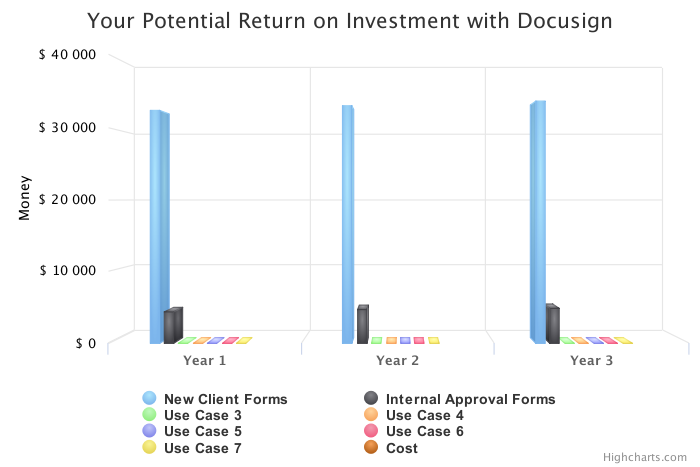 Your Potential Return on Investment with Docusign
$ 40 000
$ 30 000
$ 20 000
$ 10 000
$ 0
Money
Year 1 Year 2 Year 3
New Client Forms Internal Approval Forms
Use Case 3 Use Case 4
Use Case 5 Use Case 6
Use Case 7 Cost
Highcharts.com